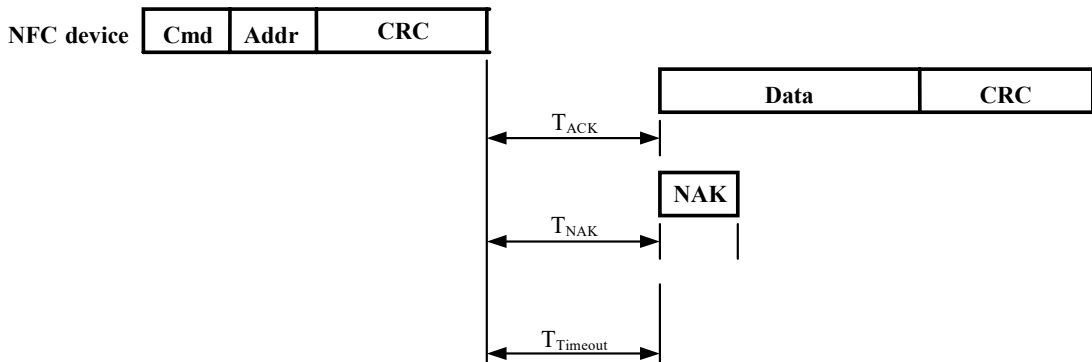 NFC device Cmd Addr CRC
Data CRC
TACK
NAK
TNAK
TTimeout